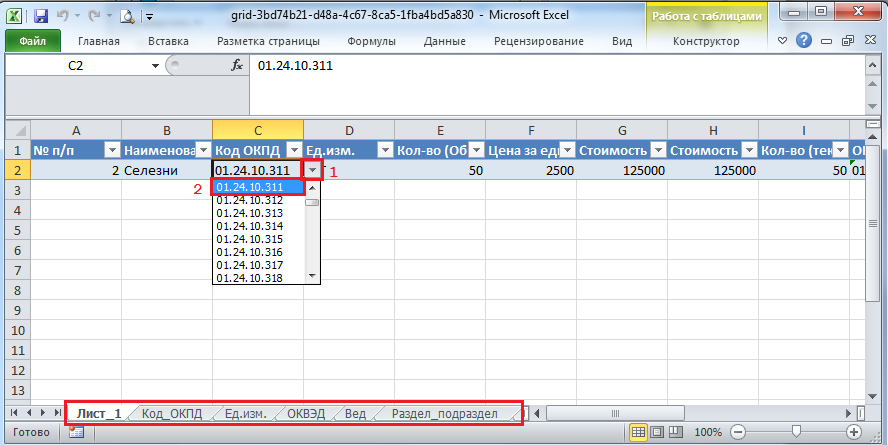 grid-3bd74b21-d48a-4c67-8ca5-1fba4bd5a830 - Microsoft Excel Работа с таблицами
Файл Главная Вставка Разметка страницы Формулы Данные Рецензирование Вид Конструктор
C2 fx 01.24.10.311
A B C D E F G H I
1 № п/п Наименова Код ОКПД Ед.изм. Кол-во (Об Цена за еди Стоимость Стоимость Кол-во (тек
2 2 Селезни 01.24.10.311 1 50 2500 125000 125000 50 01
2 01.24.10.311
3 01.24.10.312
4 01.24.10.313
01.24.10.314
5 01.24.10.315
6 01.24.10.316
01.24.10.317
7 01.24.10.318
8
9
10
11
12
13
Лист_1 Код_ОКПД Ед.изм. ОКВЭД Вед Раздел_подраздел
Готово 100%